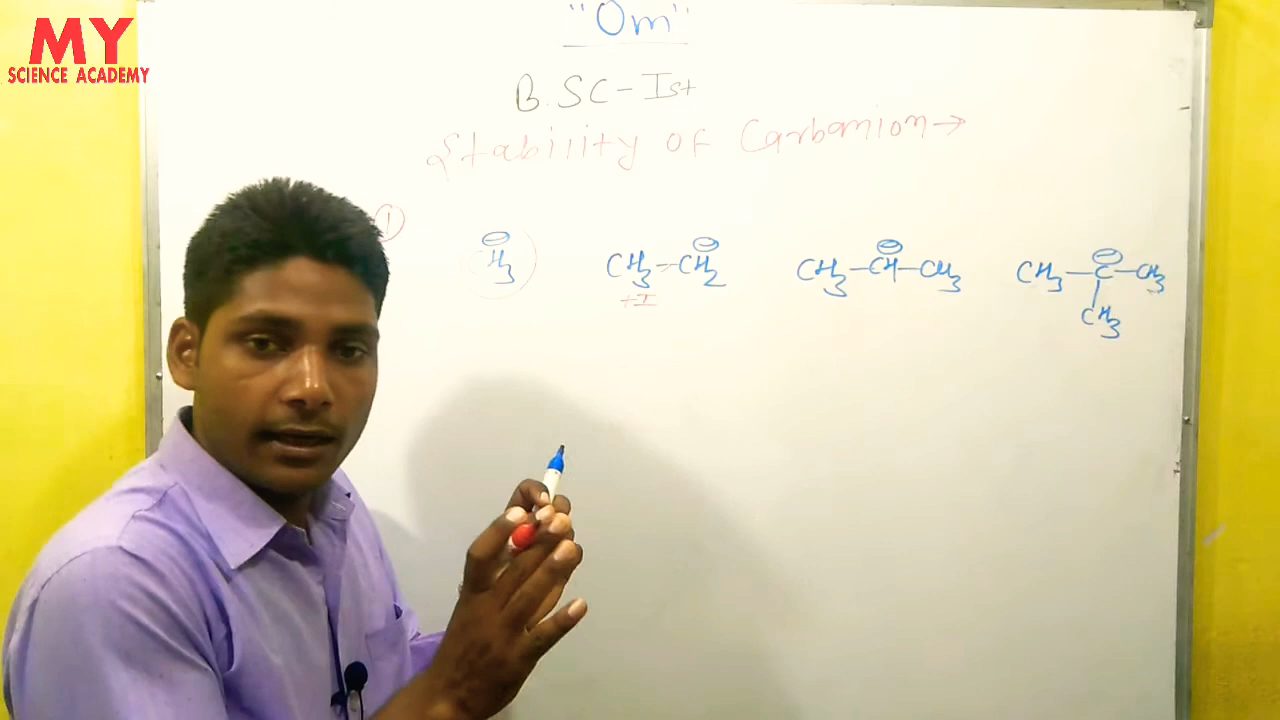 MY
SCIENCE ACADEMY
"Om"
B.SC-Ist
Stability of Carbanion→
①
⊖CH3 CH3-⊖CH2 CH3-⊖CH-CH3 CH3-⊖C-CH3
+I
CH3